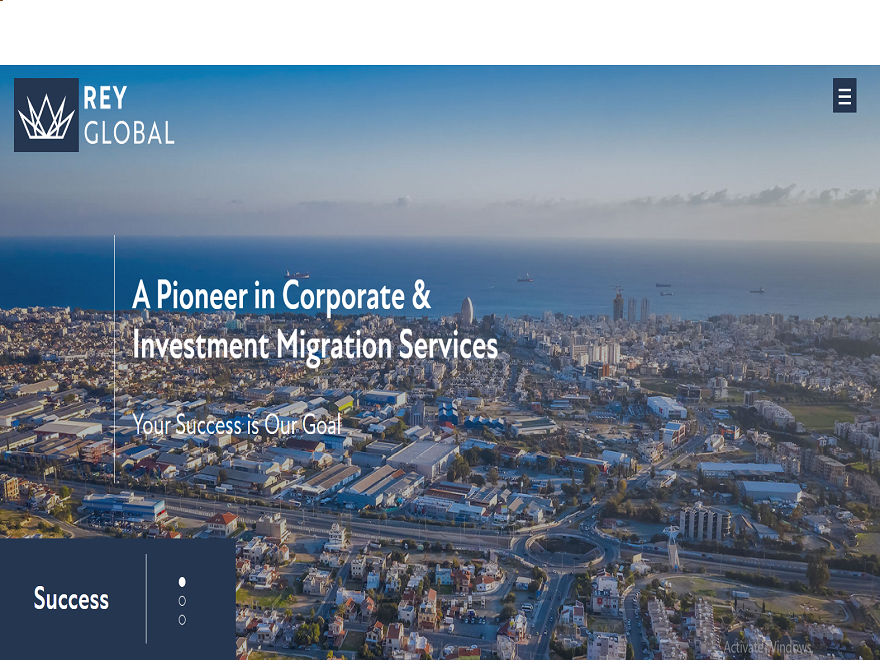 REY
GLOBAL
A Pioneer in Corporate &
Investment Migration Services
Your Success is Our Goal
Success
Activate Windows